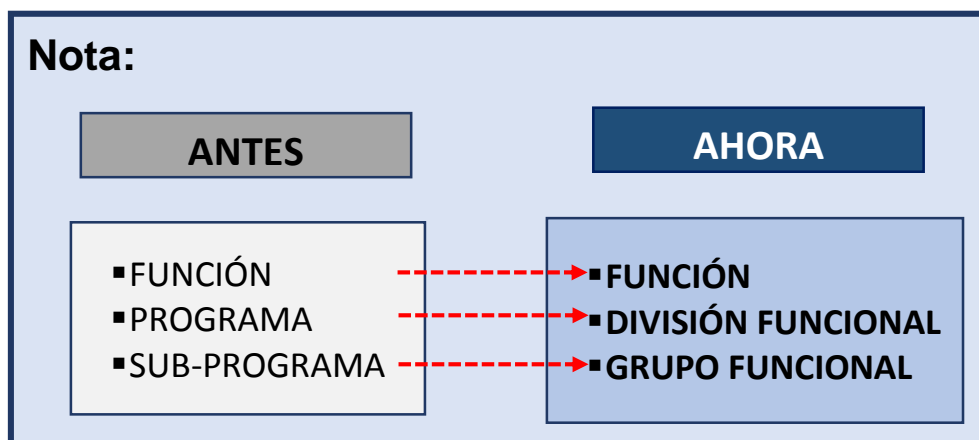 Nota:
ANTES
AHORA
▪FUNCIÓN
▪PROGRAMA
▪SUB-PROGRAMA
▪FUNCIÓN
▪DIVISIÓN FUNCIONAL
▪GRUPO FUNCIONAL